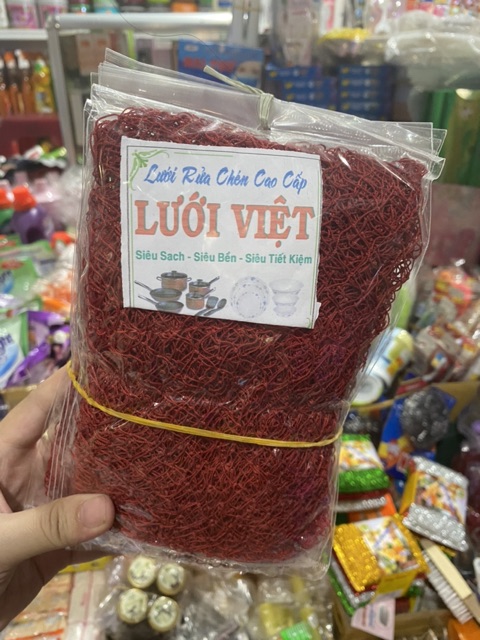 Lưới Rửa Chén Cao Cấp
LƯỚI VIỆT
Siêu Sạch - Siêu Bền - Siêu Tiết Kiệm